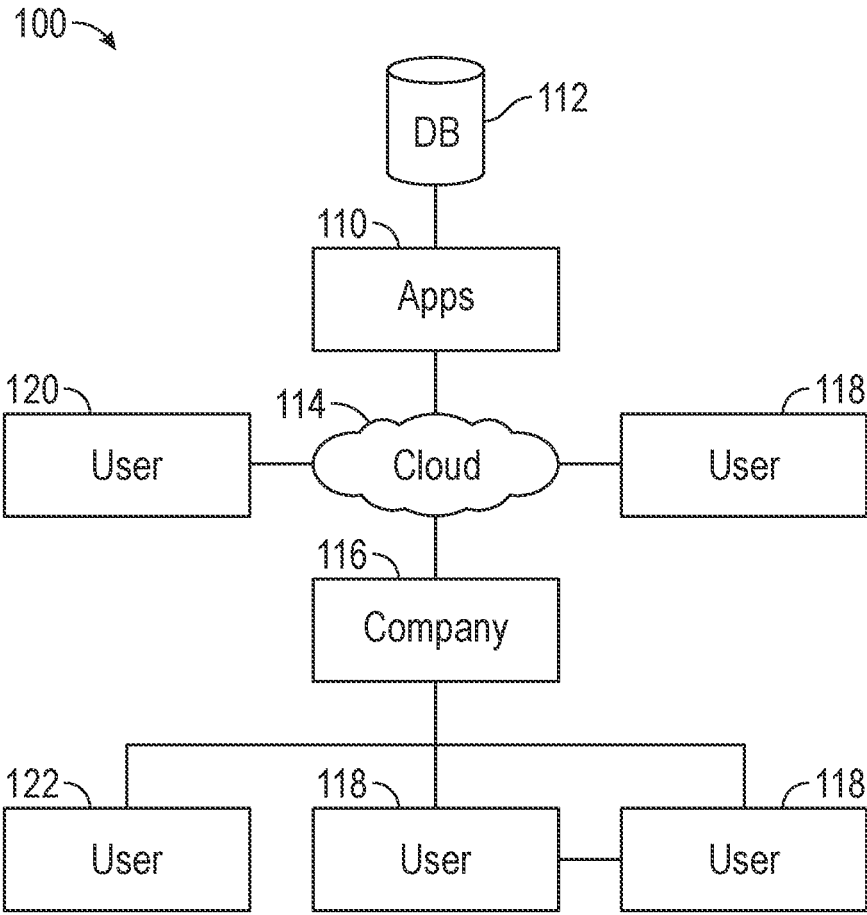 100
DB
112
110
Apps
120
114
118
User
Cloud
User
116
Company
122
118
118
User
User
User